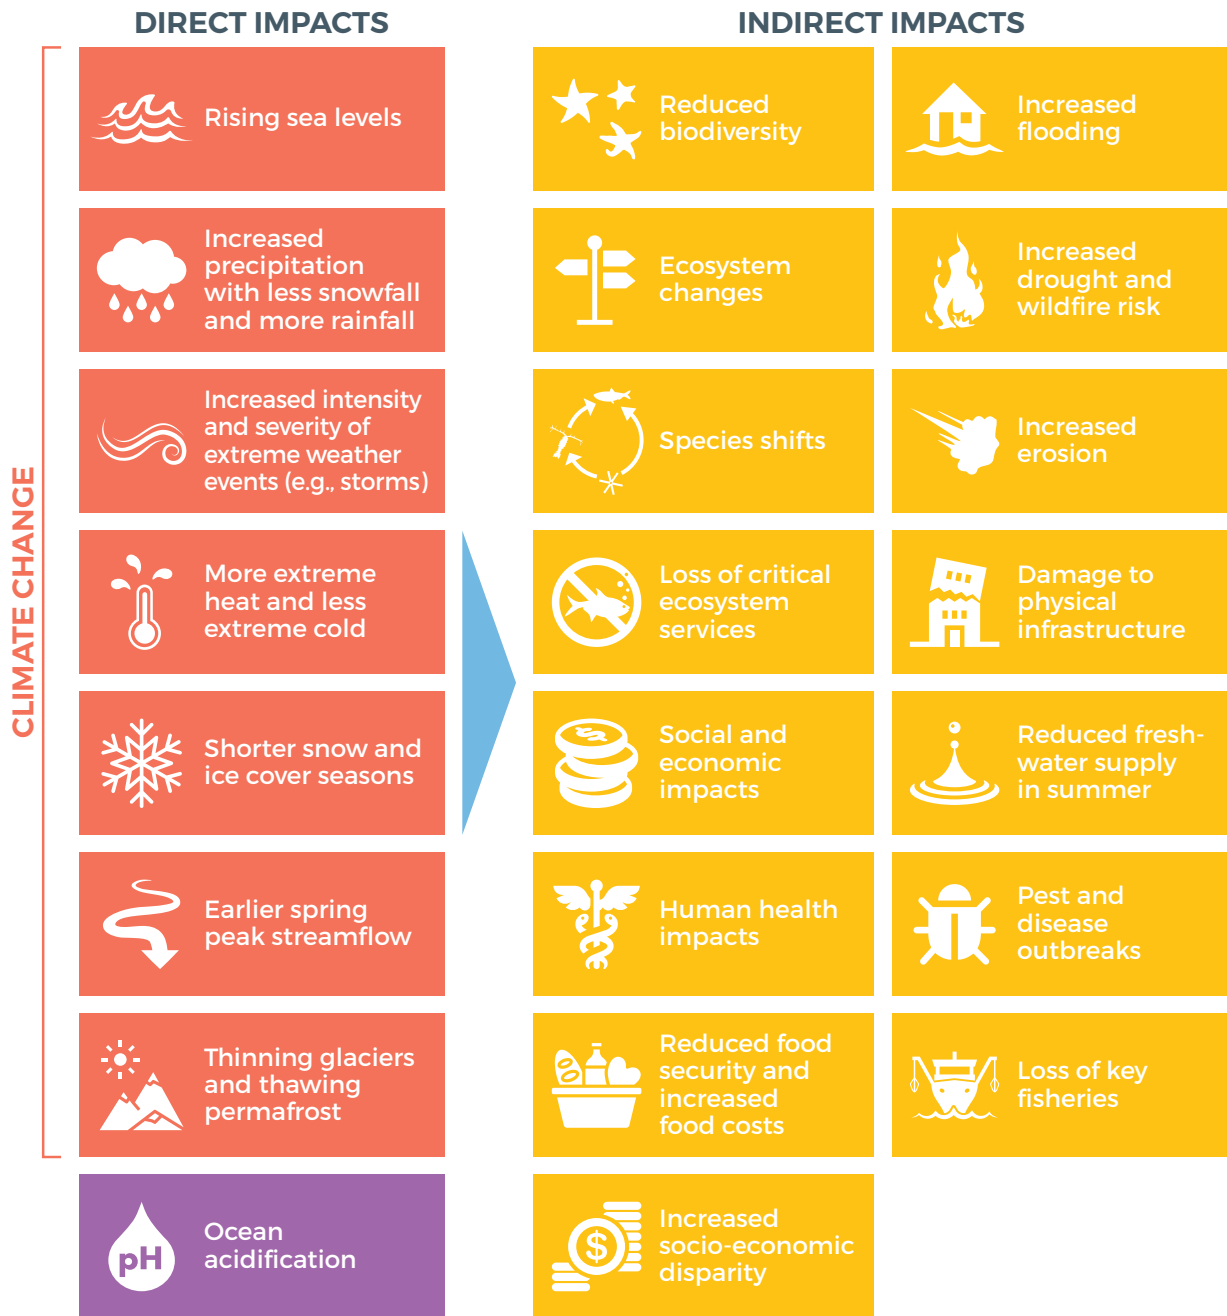 DIRECT IMPACTS
INDIRECT IMPACTS
CLIMATE CHANGE
Rising sea levels
Increased
precipitation
with less snowfall
and more rainfall
Increased intensity
and severity of
extreme weather
events (e.g., storms)
More extreme
heat and less
extreme cold
Shorter snow and
ice cover seasons
Earlier spring
peak streamflow
Thinning glaciers
and thawing
permafrost
pH
Ocean
acidification
Reduced
biodiversity
Ecosystem
changes
Species shifts
Loss of critical
ecosystem
services
Social and
economic
impacts
Human health
impacts
Reduced food
security and
increased
food costs
$
Increased
socio-economic
disparity
Increased
flooding
Increased
drought and
wildfire risk
Increased
erosion
Damage to
physical
infrastructure
Reduced fresh-
water supply
in summer
Pest and
disease
outbreaks
Loss of key
fisheries